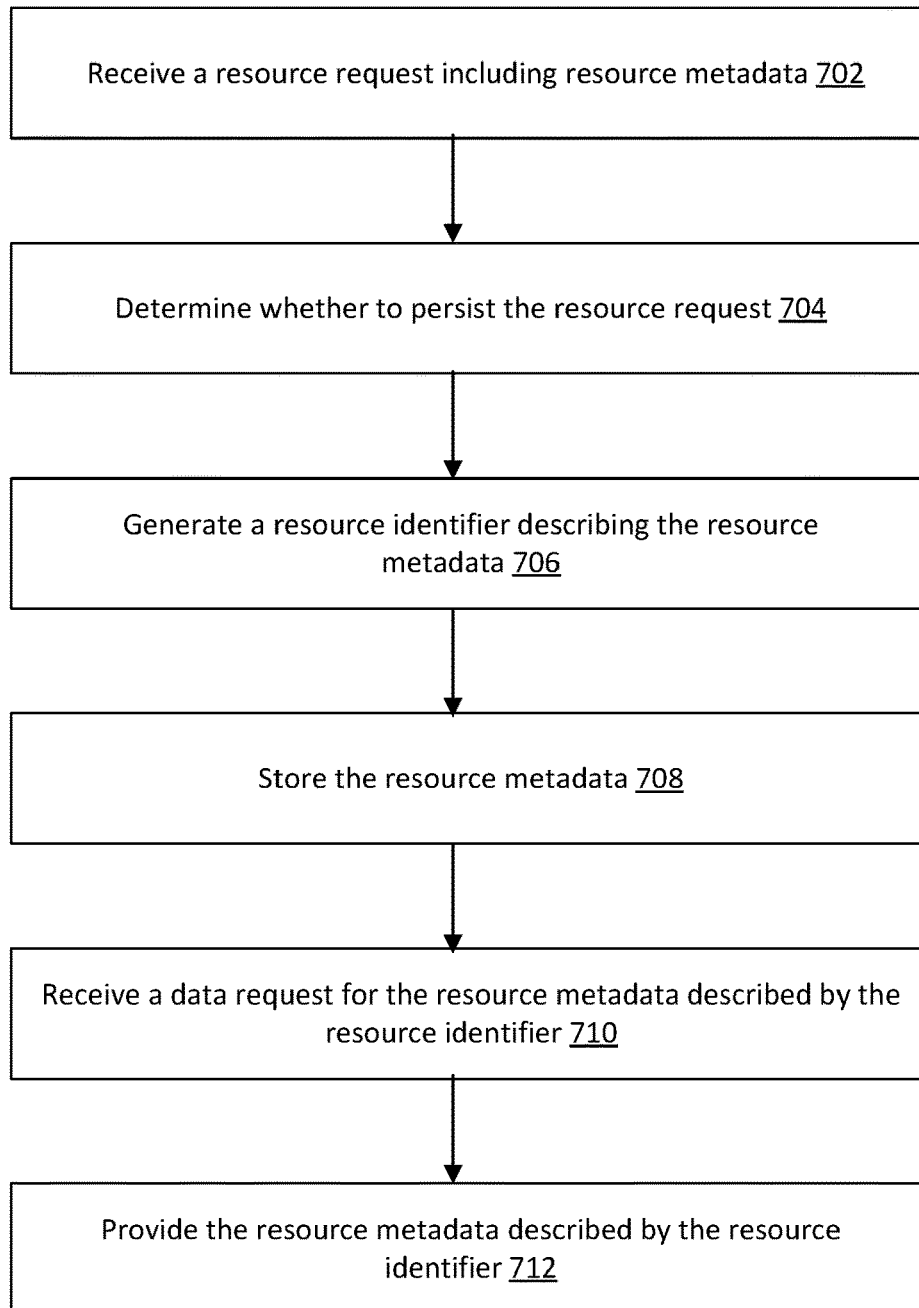 Receive a resource request including resource metadata 702
Determine whether to persist the resource request 704
Generate a resource identifier describing the resource
metadata 706
Store the resource metadata 708
Receive a data request for the resource metadata described by the
resource identifier 710
Provide the resource metadata described by the resource
identifier 712